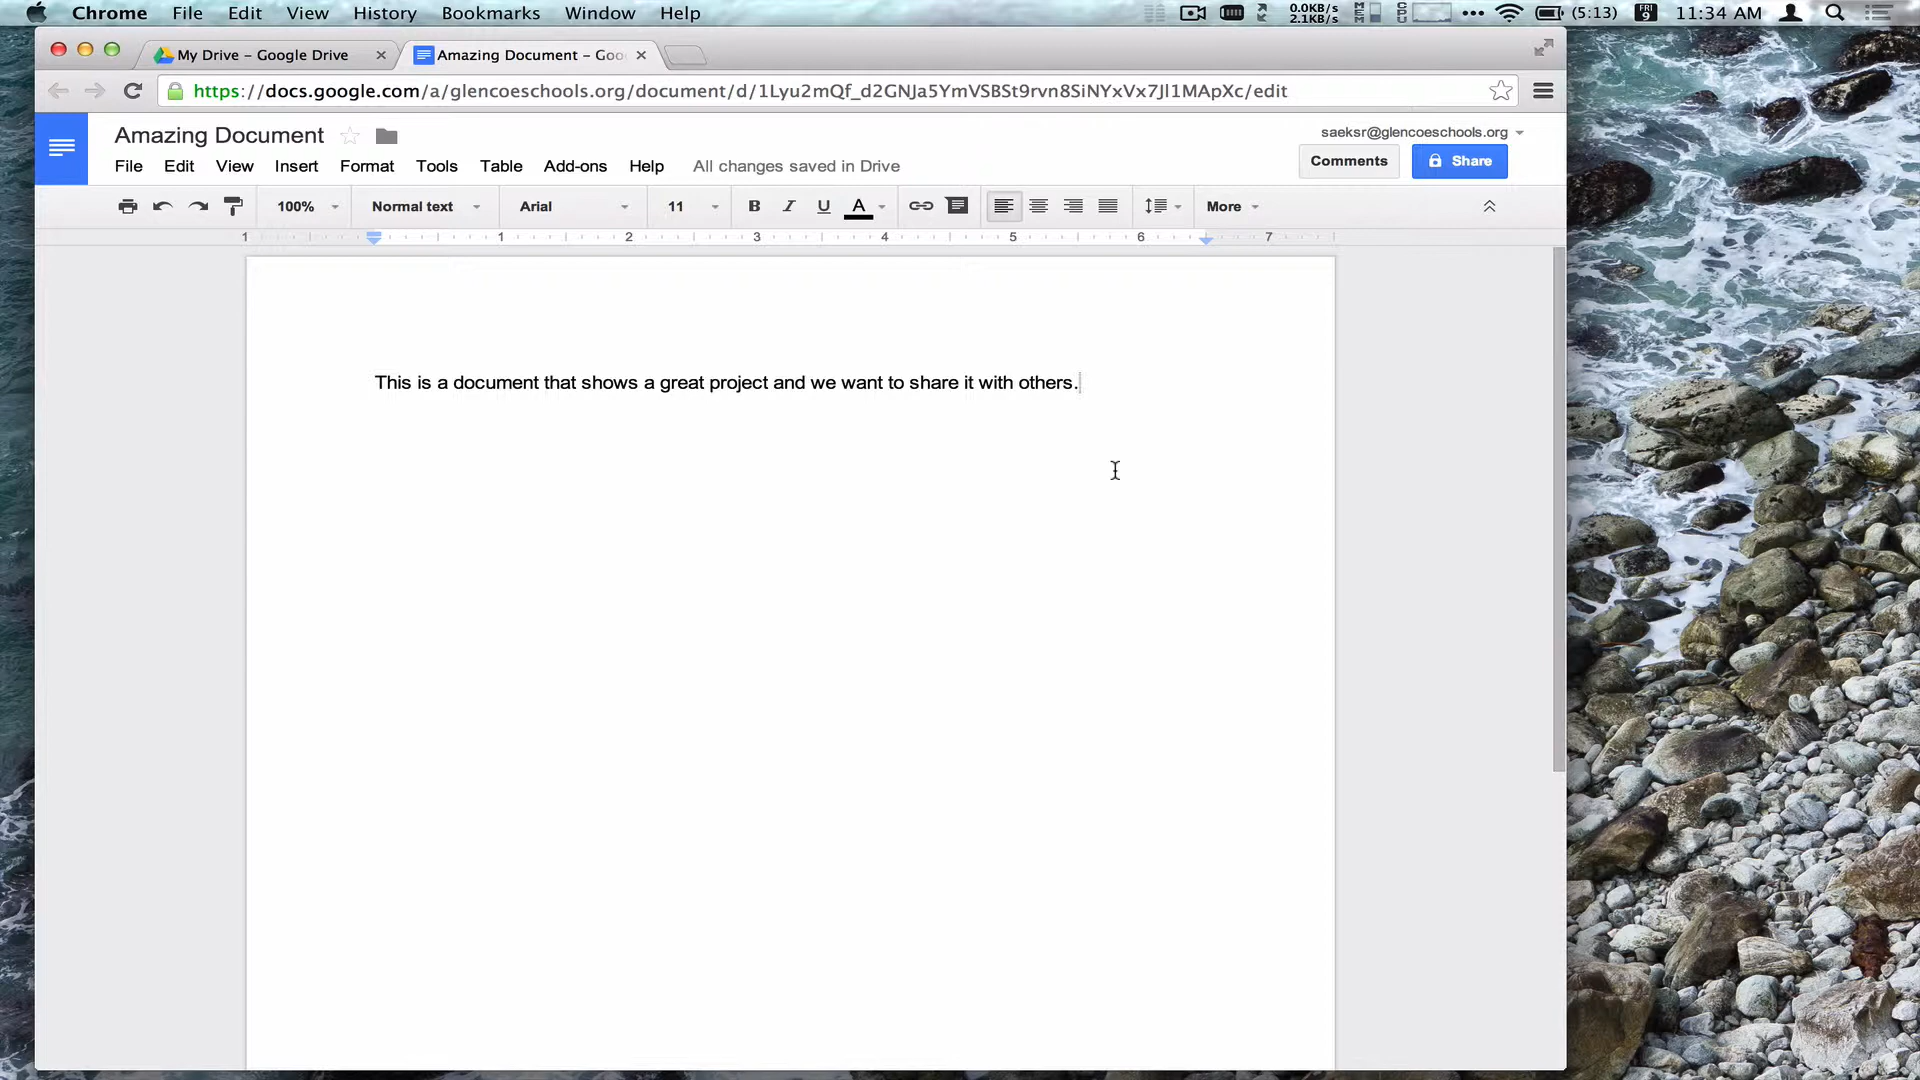 Chrome File Edit View History Bookmarks Window Help 0.0KB/s 2.1KB/s MEM CPU (5:13) FRI 9 11:34 AM
My Drive – Google Drive Amazing Document – Goo
https://docs.google.com/a/glencoeschools.org/document/d/1Lyu2mQf_d2GNJa5YmVSBSt9rvn8SiNYxVx7Jl1MApXc/edit
Amazing Document saeksr@glencoeschools.org
File Edit View Insert Format Tools Table Add-ons Help All changes saved in Drive Comments Share
100% Normal text Arial 11 B I U A More
1 1 2 3 4 5 6 7
This is a document that shows a great project and we want to share it with others.